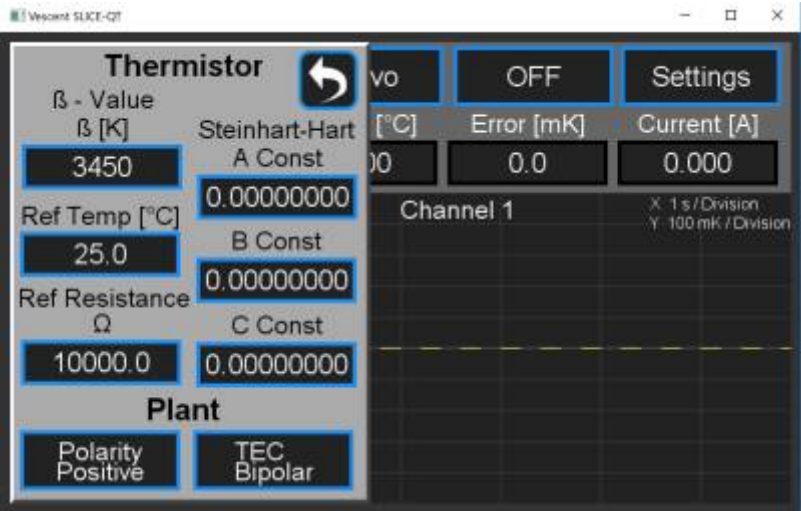 Vescent SLICE-QT
Thermistor
ß - Value
ß [K]
3450
Ref Temp [°C]
25.0
Ref Resistance
Ω
10000.0
Steinhart-Hart
A Const
0.00000000
B Const
0.00000000
C Const
0.00000000
Plant
Polarity
Positive
TEC
Bipolar
vo
OFF
Settings
[°C]
Error [mK]
Current [A]
00
0.0
0.000
Channel 1
X 1 s / Division
Y 100 mK / Division